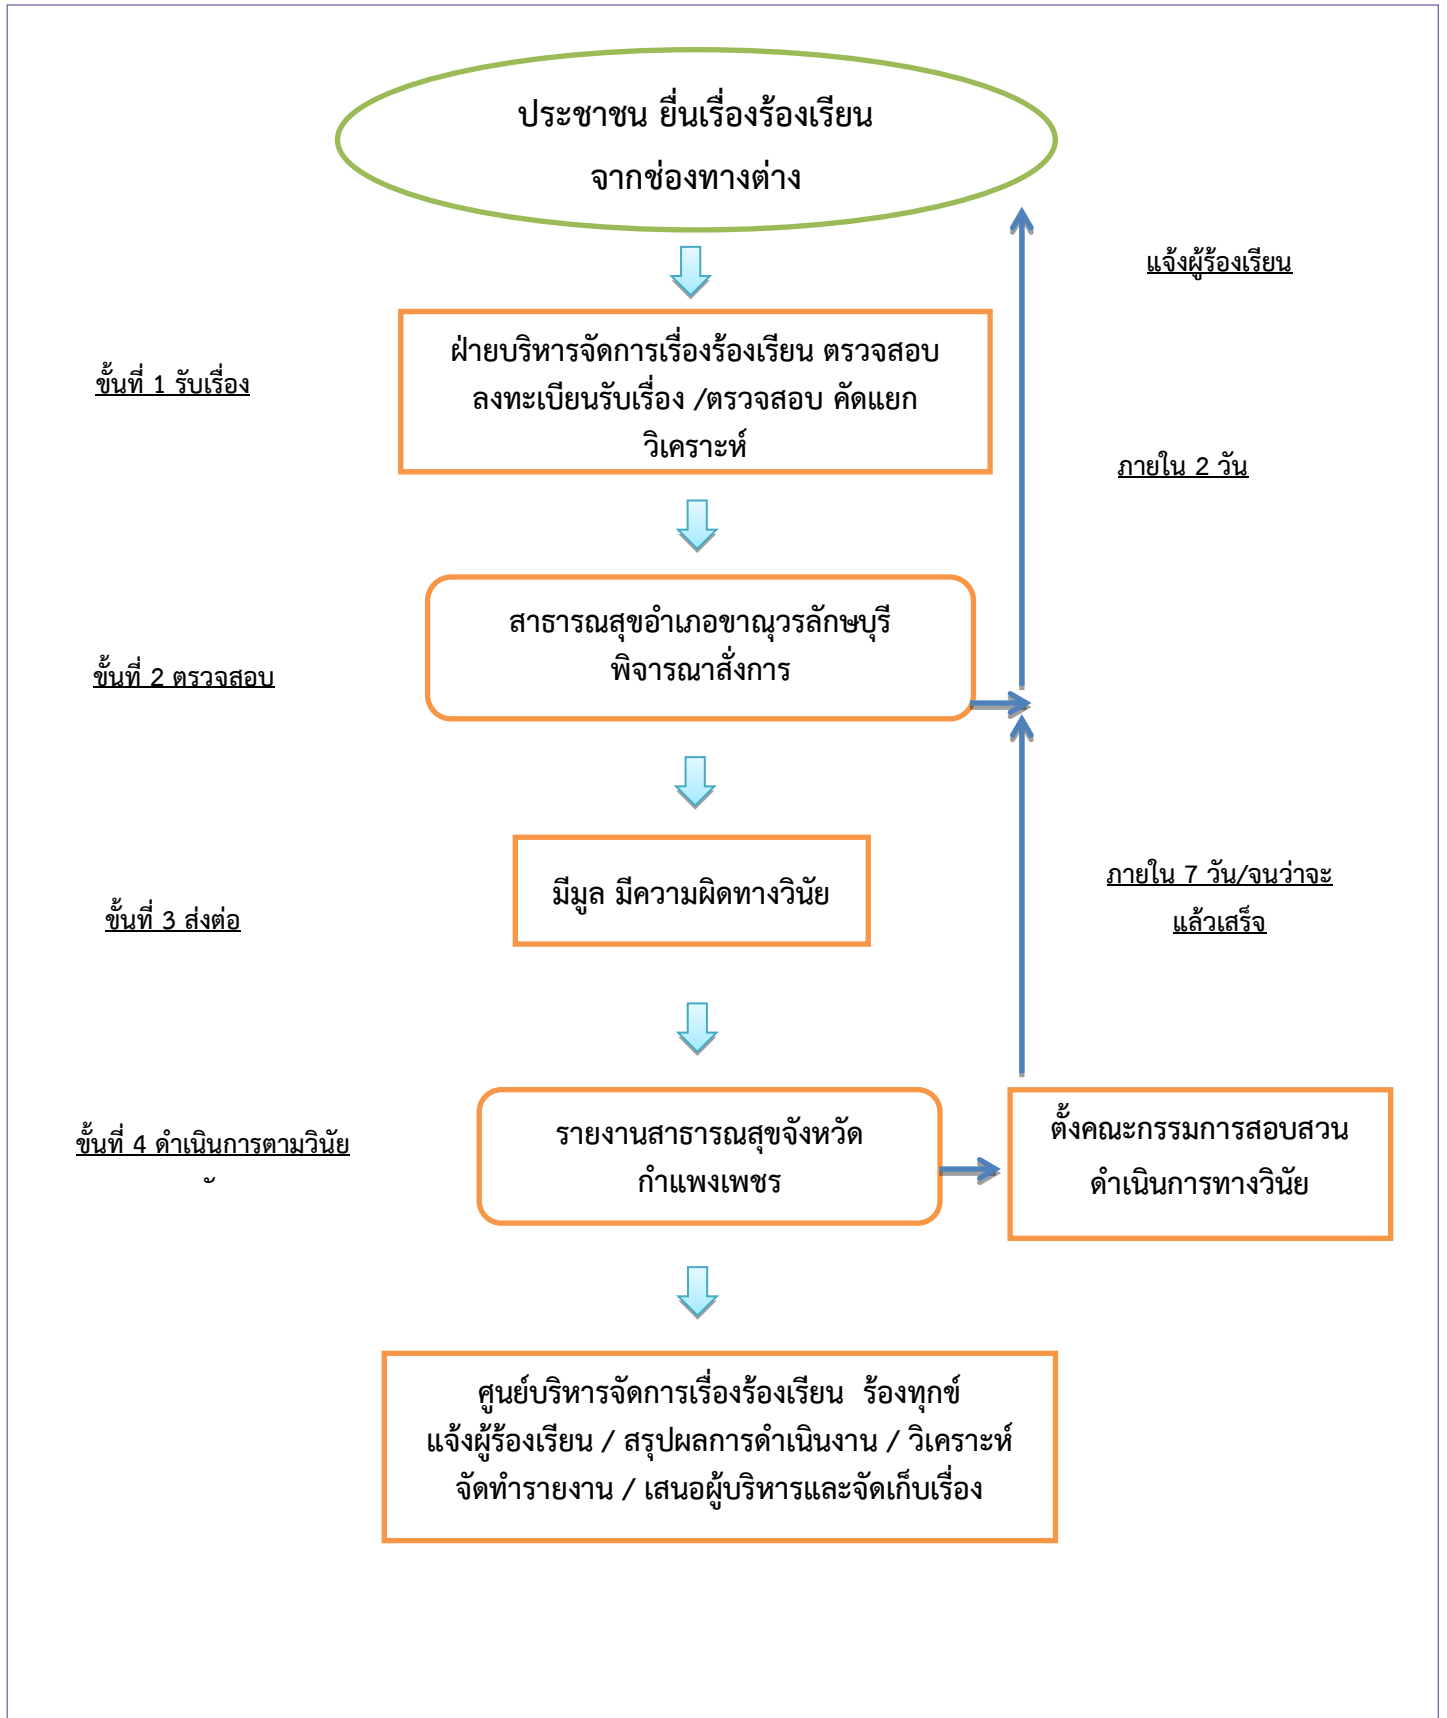 ประชาชน ยื่นเรื่องร้องเรียน
จากช่องทางต่าง
แจ้งผู้ร้องเรียน
ขั้นที่ 1 รับเรื่อง
ฝ่ายบริหารจัดการเรื่องร้องเรียน ตรวจสอบ
ลงทะเบียนรับเรื่อง /ตรวจสอบ คัดแยก
วิเคราะห์
ภายใน 2 วัน
สาธารณสุขอำเภอขาณุวรลักษบุรี
พิจารณาสั่งการ
ขั้นที่ 2 ตรวจสอบ
มีมูล มีความผิดทางวินัย
ขั้นที่ 3 ส่งต่อ
ภายใน 7 วัน/จนว่าจะ
แล้วเสร็จ
ขั้นที่ 4 ดำเนินการตามวินัย
รายงานสาธารณสุขจังหวัด
กำแพงเพชร
ตั้งคณะกรรมการสอบสวน
ดำเนินการทางวินัย
ศูนย์บริหารจัดการเรื่องร้องเรียน  ร้องทุกข์
แจ้งผู้ร้องเรียน / สรุปผลการดำเนินงาน / วิเคราะห์
จัดทำรายงาน / เสนอผู้บริหารและจัดเก็บเรื่อง